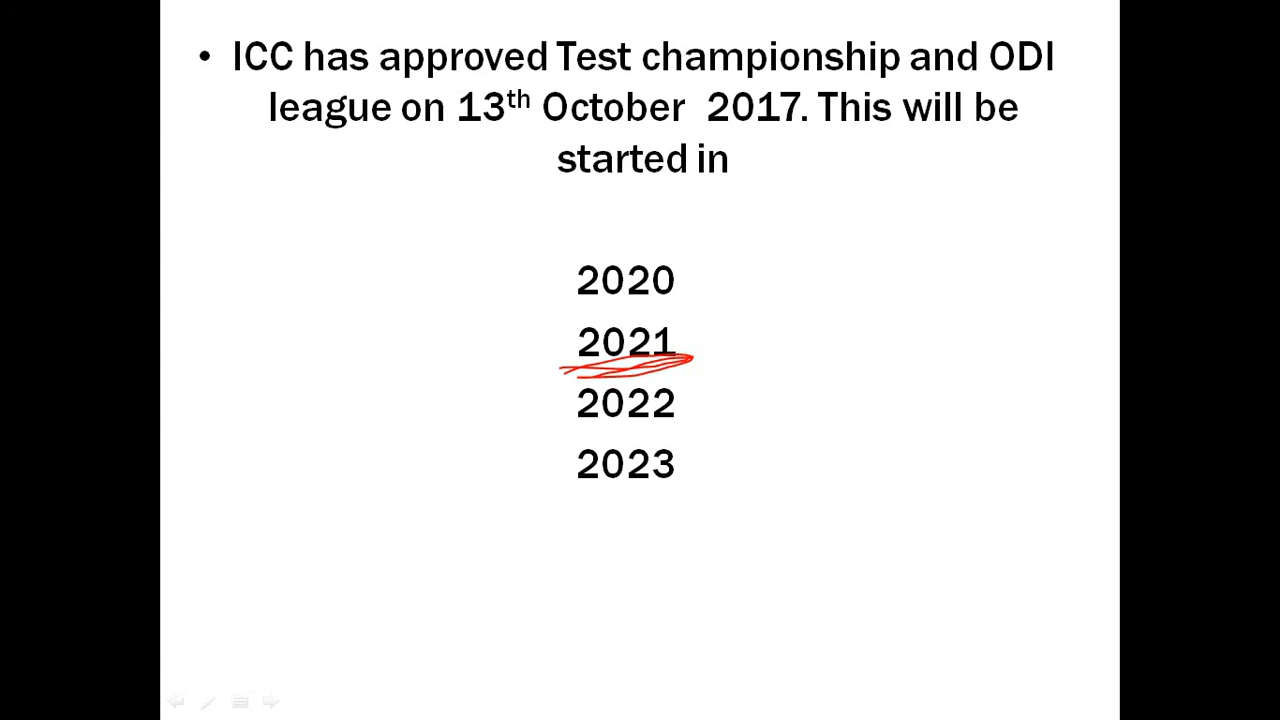 • ICC has approved Test championship and ODI
league on 13th October 2017. This will be
started in
2020
2021
2022
2023